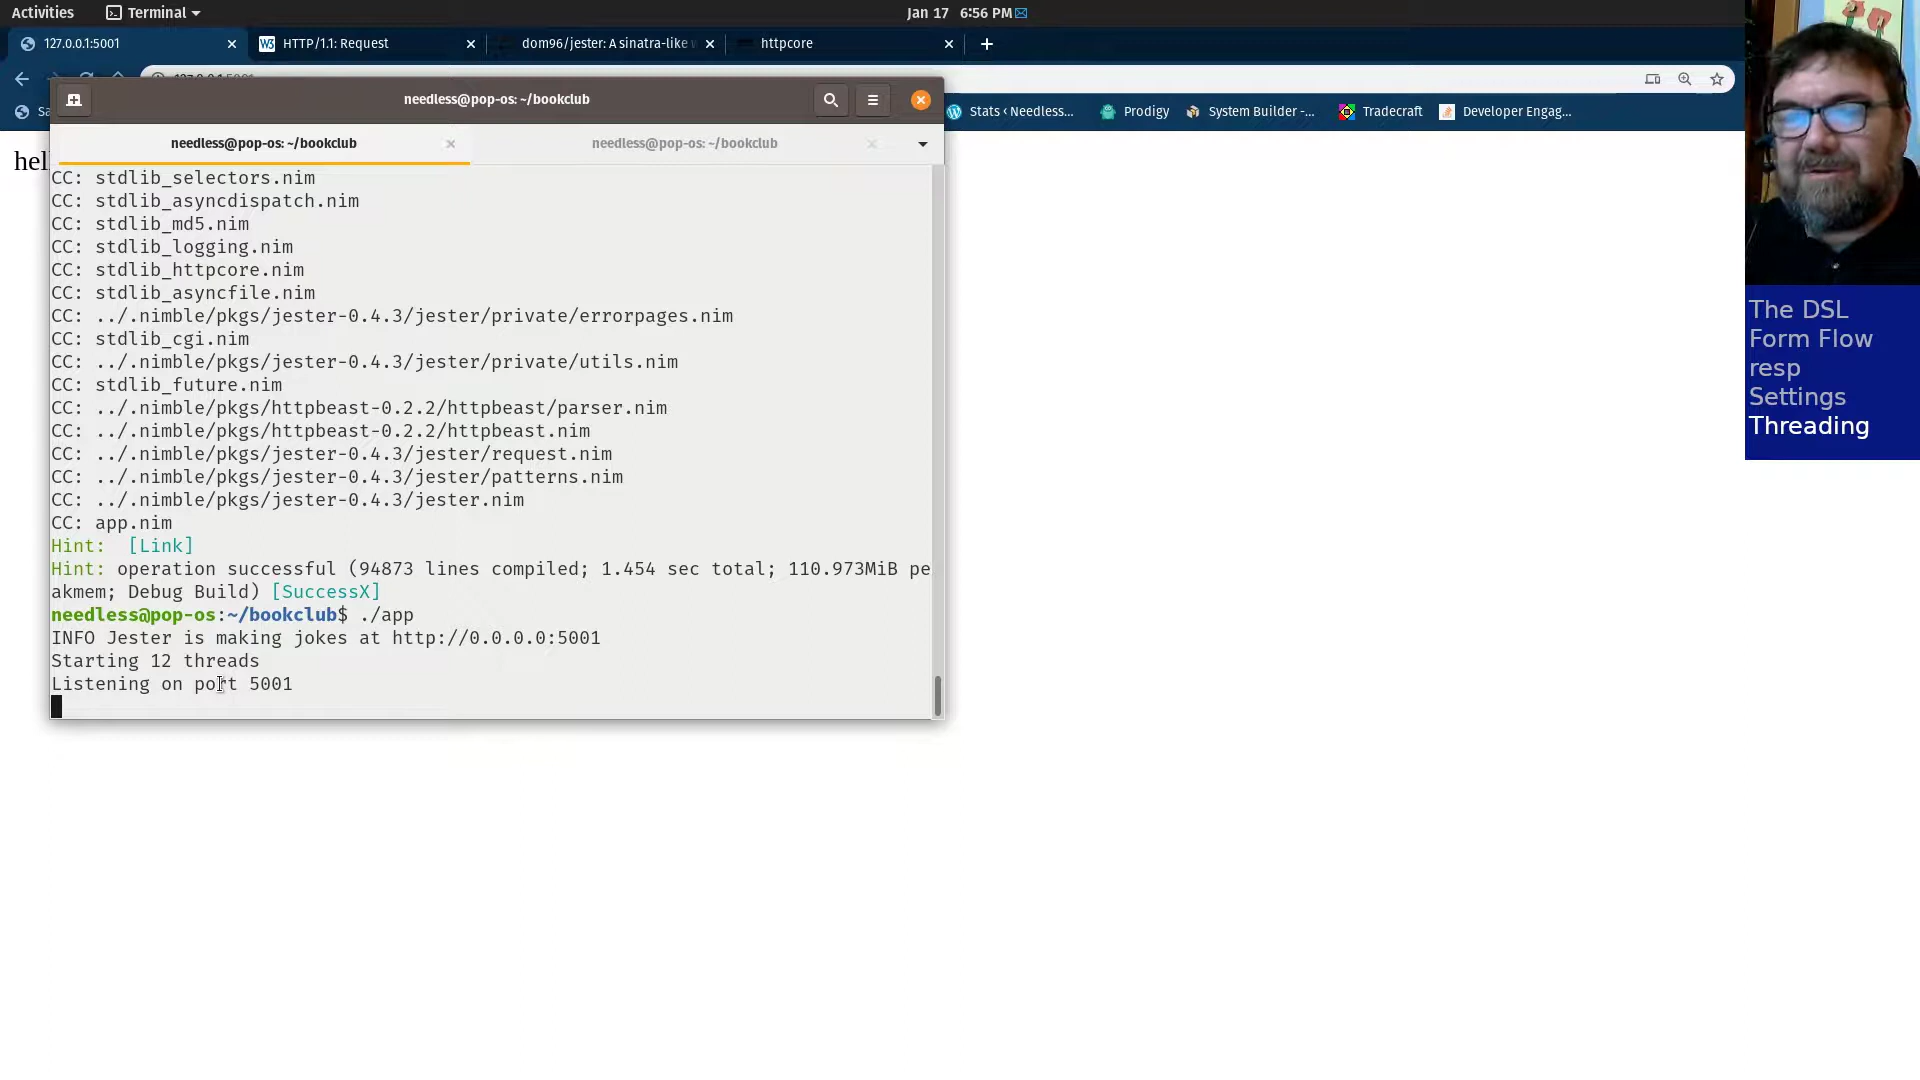 Activities
Terminal
Jan 17 6:56 PM
127.0.0.1:5001
HTTP/1.1: Request
dom96/jester: A sinatra-like w
httpcore
needless@pop-os: ~/bookclub
Stats ‹ Needless...
Prodigy
System Builder -...
Tradecraft
Developer Engag...
needless@pop-os: ~/bookclub
needless@pop-os: ~/bookclub
hel
CC: stdlib_selectors.nim
CC: stdlib_asyncdispatch.nim
CC: stdlib_md5.nim
CC: stdlib_logging.nim
CC: stdlib_httpcore.nim
CC: stdlib_asyncfile.nim
CC: ../.nimble/pkgs/jester-0.4.3/jester/private/errorpages.nim
CC: stdlib_cgi.nim
CC: ../.nimble/pkgs/jester-0.4.3/jester/private/utils.nim
CC: stdlib_future.nim
CC: ../.nimble/pkgs/httpbeast-0.2.2/httpbeast/parser.nim
CC: ../.nimble/pkgs/httpbeast-0.2.2/httpbeast.nim
CC: ../.nimble/pkgs/jester-0.4.3/jester/request.nim
CC: ../.nimble/pkgs/jester-0.4.3/jester/patterns.nim
CC: ../.nimble/pkgs/jester-0.4.3/jester.nim
CC: app.nim
Hint:  [Link]
Hint: operation successful (94873 lines compiled; 1.454 sec total; 110.973MiB pe
akmem; Debug Build) [SuccessX]
needless@pop-os:~/bookclub$ ./app
INFO Jester is making jokes at http://0.0.0.0:5001
Starting 12 threads
Listening on port 5001
The DSL
Form Flow
resp
Settings
Threading